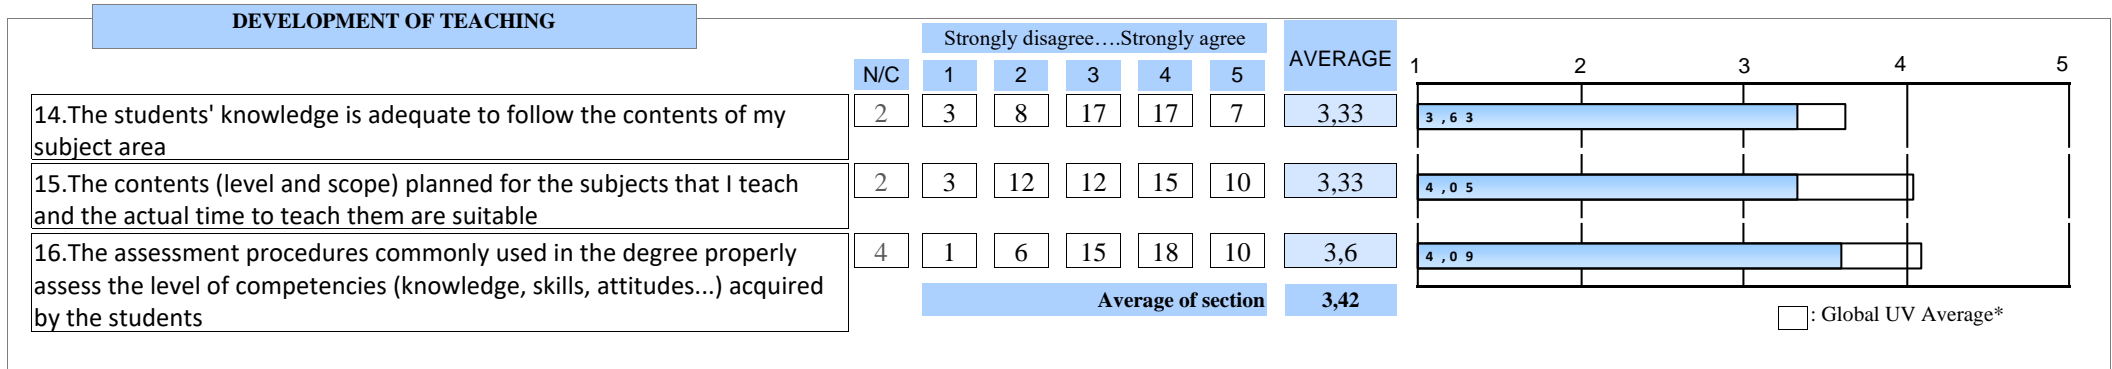 DEVELOPMENT OF TEACHING
Strongly disagree….Strongly agree
AVERAGE
N/C 1 2 3 4 5
1 2 3 4 5
14.The students' knowledge is adequate to follow the contents of my
subject area
2 3 8 17 17 7 3,33
3,63
15.The contents (level and scope) planned for the subjects that I teach
and the actual time to teach them are suitable
2 3 12 12 15 10 3,33
4,05
16.The assessment procedures commonly used in the degree properly
assess the level of competencies (knowledge, skills, attitudes...) acquired
by the students
4 1 6 15 18 10 3,6
4,09
Average of section 3,42
: Global UV Average*